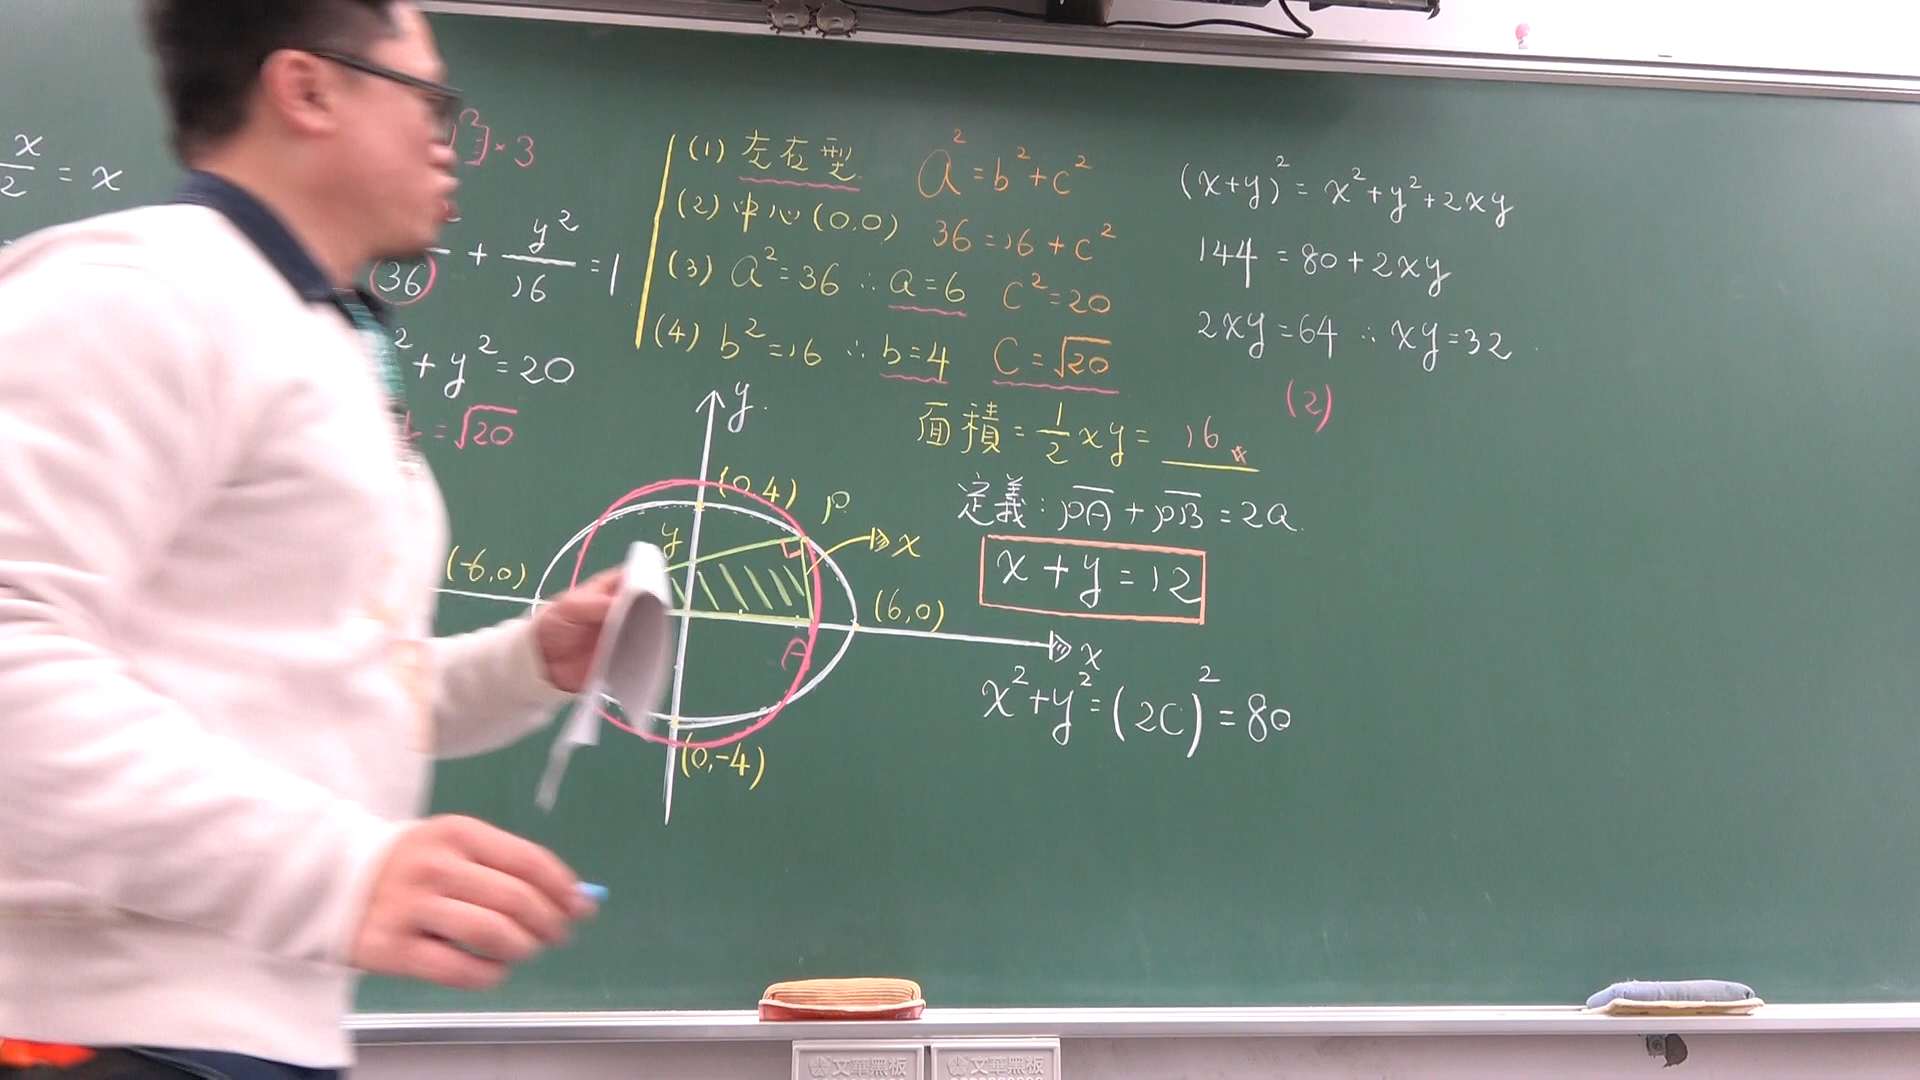 x/2 = x
²]×3
/36 + y²/16 = 1
² + y² = 20
= √20
(1) 左右型
(2) 中心 (0,0)
(3) a² = 36 ∴ a = 6
(4) b² = 16 ∴ b = 4
a² = b² + c²
36 = 16 + c²
c² = 20
c = √20
(x+y)² = x² + y² + 2xy
144 = 80 + 2xy
2xy = 64 ∴ xy = 32
(2)
面積 = 1/2 xy = 16
定義: PA + PB = 2a
x + y = 12
x² + y² = (2c)² = 80
y
(0,4)
P
y
x
(-6,0)
(6,0)
A
x
(0,-4)
文華黑板
文華黑板